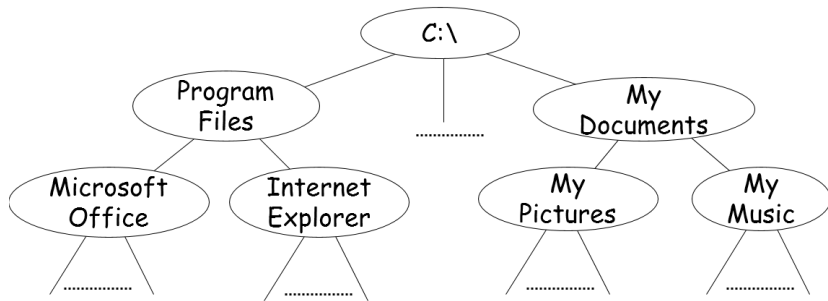 C:\
Program
Files
...............
My
Documents
Microsoft
Office
Internet
Explorer
My
Pictures
My
Music
...............
...............
...............
...............